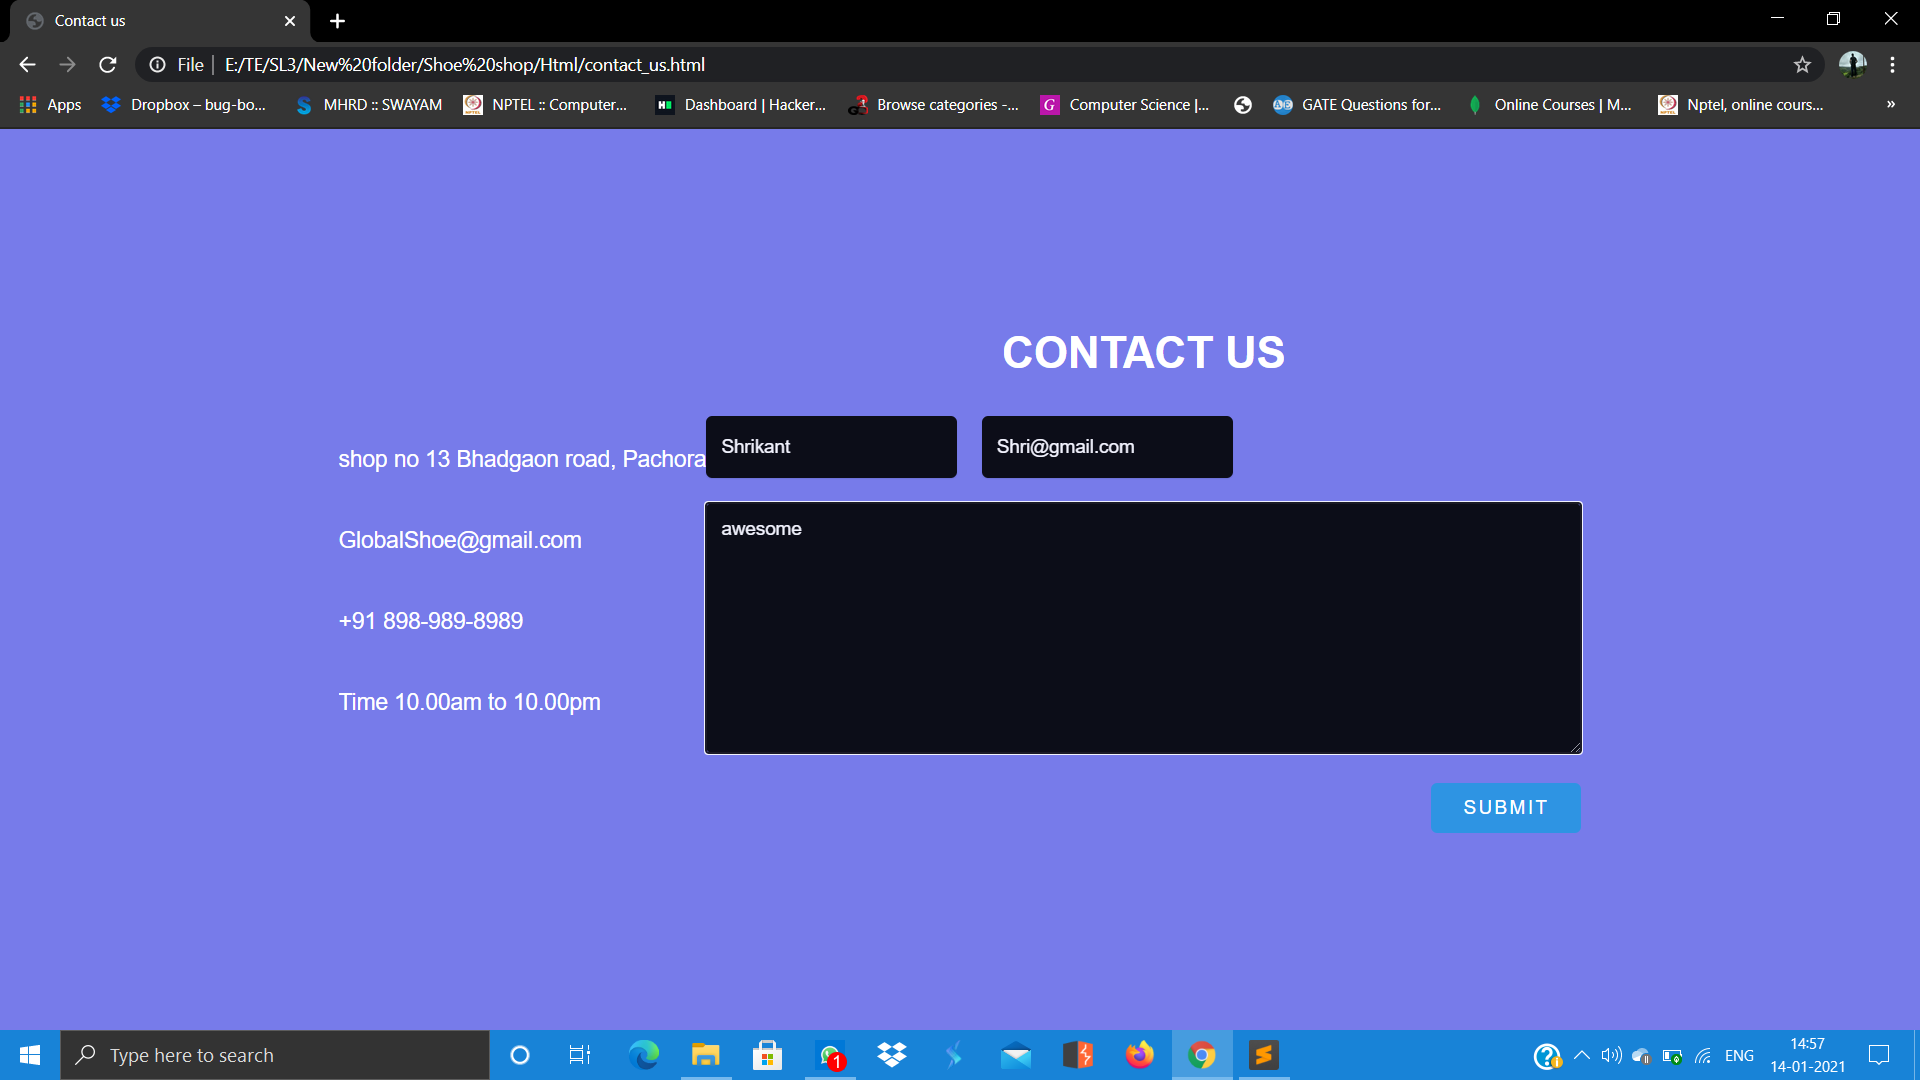 Contact us
File
E:/TE/SL3/New%20folder/Shoe%20shop/Html/contact_us.html
Apps
Dropbox – bug-bo...
MHRD :: SWAYAM
NPTEL :: Computer...
Dashboard | Hacker...
Browse categories -...
Computer Science |...
GATE Questions for...
Online Courses | M...
Nptel, online cours...
»
CONTACT US
shop no 13 Bhadgaon road, Pachora
GlobalShoe@gmail.com
+91 898-989-8989
Time 10.00am to 10.00pm
Shrikant
Shri@gmail.com
awesome
SUBMIT
Type here to search
1
ENG
14:57
14-01-2021